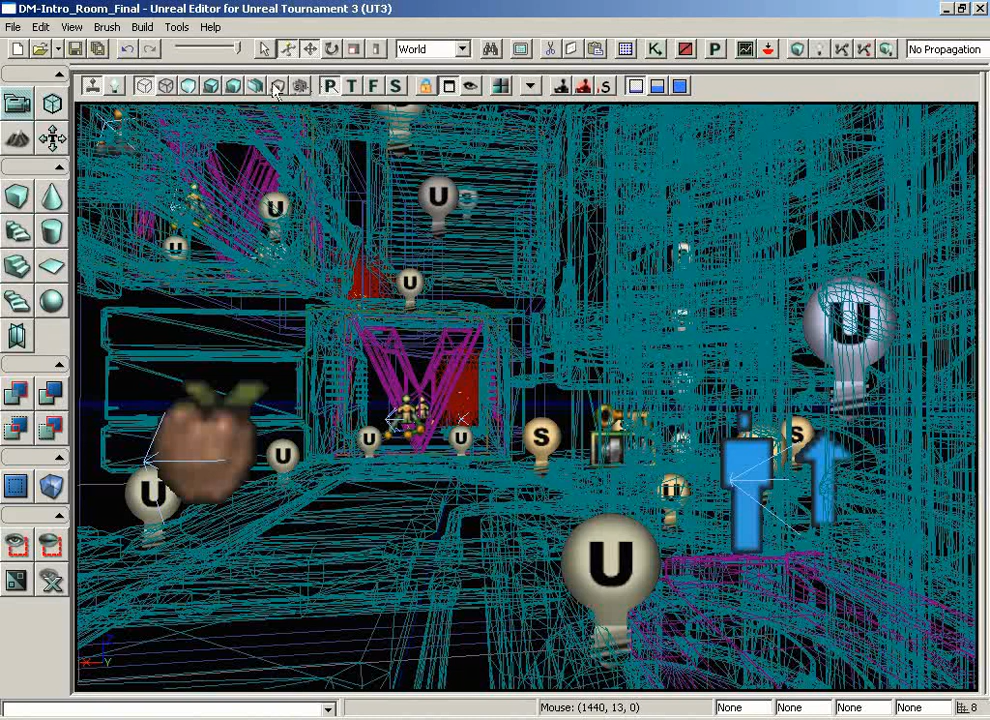 DM-Intro_Room_Final - Unreal Editor for Unreal Tournament 3 (UT3)
File Edit View Brush Build Tools Help
World
K
P
No Propagation
P T F S
S
U
U
U
U
U
U
U
U
U
S
S
U
U
U
Y
Mouse: (1440, 13, 0)
None
None
None
None
8